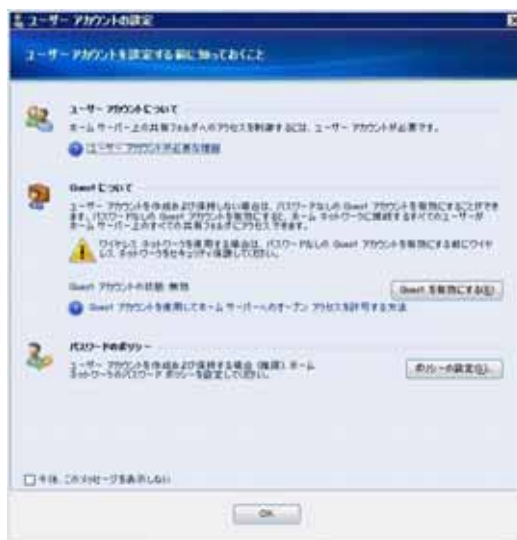 ユーザー アカウントの設定
ユーザー アカウントを設定する前に知っておくこと
ユーザー アカウントについて
ホーム サーバー上の共有フォルダへのアクセスを制御するには、ユーザー アカウントが必要です。
ユーザー アカウントが必要な理由
Guest について
ユーザー アカウントを作成および保持しない場合は、パスワードなしの Guest アカウントを有効にすることができ
ます。パスワードなしの Guest アカウントを有効にすると、ホーム ネットワークに接続するすべてのユーザーが
ホーム サーバー上のすべての共有フォルダにアクセスできます。
ワイヤレス ネットワークを使用する場合は、パスワードなしの Guest アカウントを有効にする前にワイヤ
レス ネットワークをセキュリティ保護してください。
Guest アカウントの状態: 無効
Guest を有効にする(E)
Guest アカウントを使用してホーム サーバーへのオープン アクセスを許可する方法
パスワードのポリシー
ユーザー アカウントを作成および保持する場合 (推奨)、ホーム
ネットワークのパスワード ポリシーを設定してください。
ポリシーの設定(S)...
今後、このメッセージを表示しない
OK